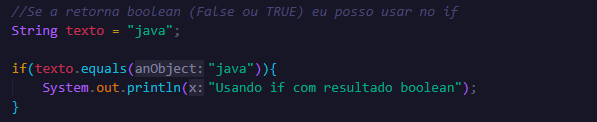 //Se a retorna boolean (False ou TRUE) eu posso usar no if
String texto = "java";
if(texto.equals(anObject: "java")){
System.out.println(x: "Usando if com resultado boolean");
}